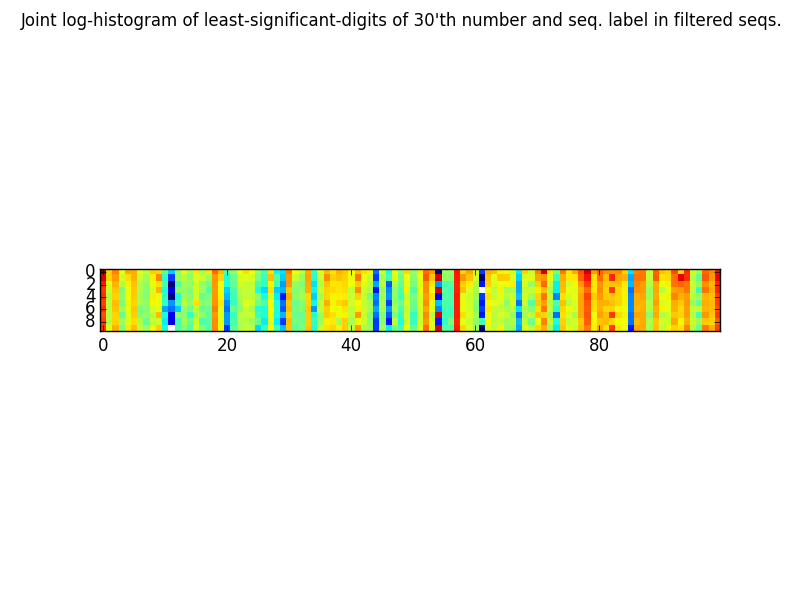 Joint log-histogram of least-significant-digits of 30'th number and seq. label in filtered seqs.
0
2
4
6
8
0 20 40 60 80